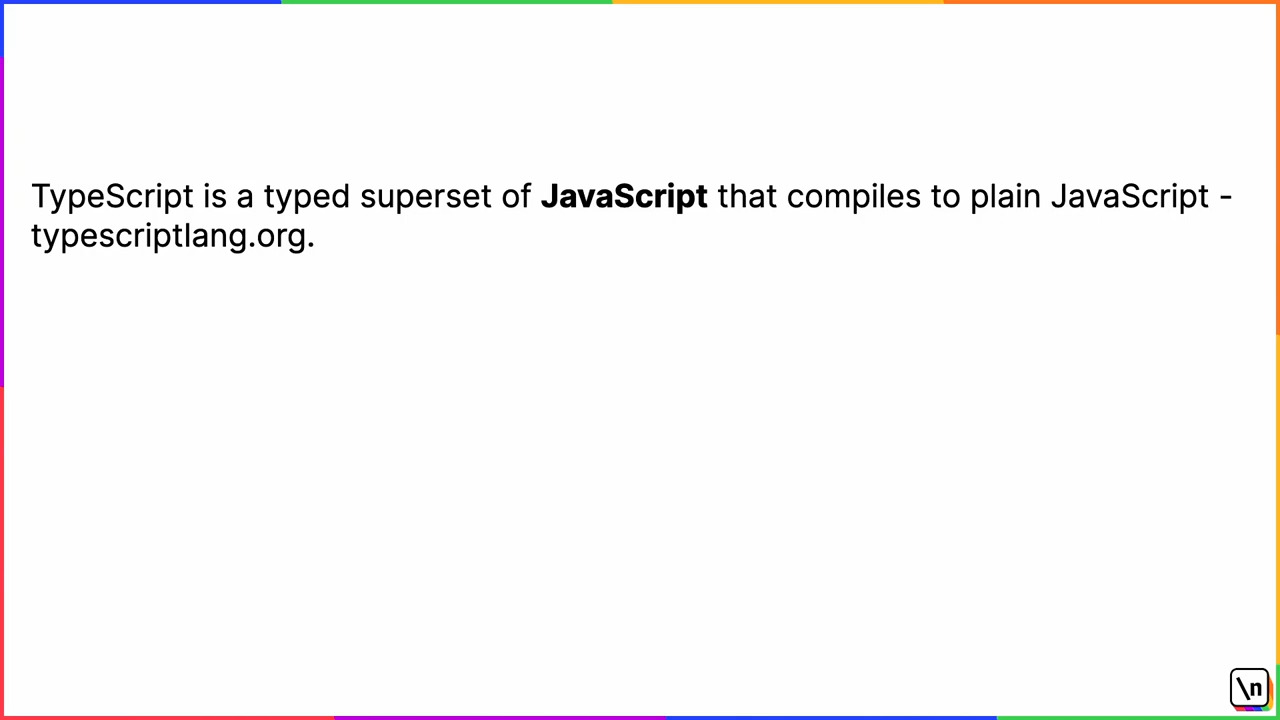 TypeScript is a typed superset of JavaScript that compiles to plain JavaScript -
typescriptlang.org.
\n